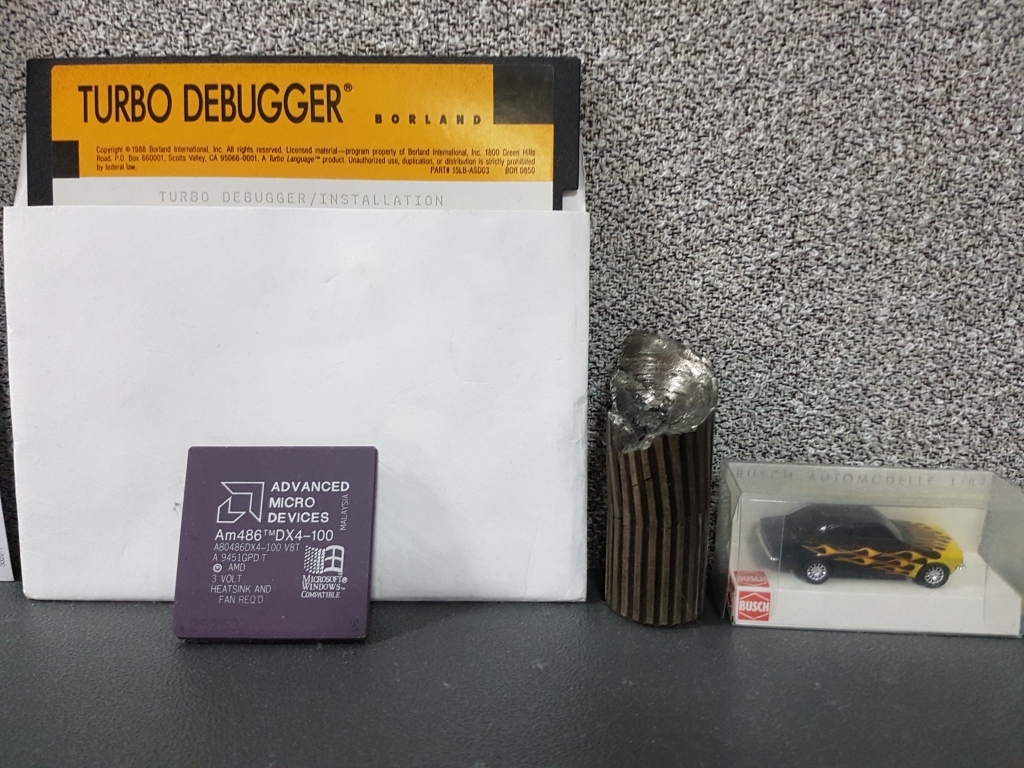 TURBO DEBUGGER®
BORLAND
Copyright ©1988 Borland International, Inc. All rights reserved. Licensed material—program property of Borland International, Inc. 1800 Green Hills
Road, P.O. Box 660001, Scotts Valley, CA 95066-0001. A Turbo Language™ product. Unauthorized use, duplication, or distribution is strictly prohibited
by federal law.
PART# 15LB-ASD03 BOR 0650
TURBO DEBUGGER/INSTALLATION
ADVANCED
MICRO
DEVICES
MALAYSIA
Am486™DX4-100
A80486DX4-100 V8T
A 9451GPD T
© AMD
3 VOLT
HEATSINK AND
FAN REQ'D
MICROSOFT®
WINDOWS™
COMPATIBLE
BUSCH AUTOMODELLE 1/87
BUSCH
BUSCH